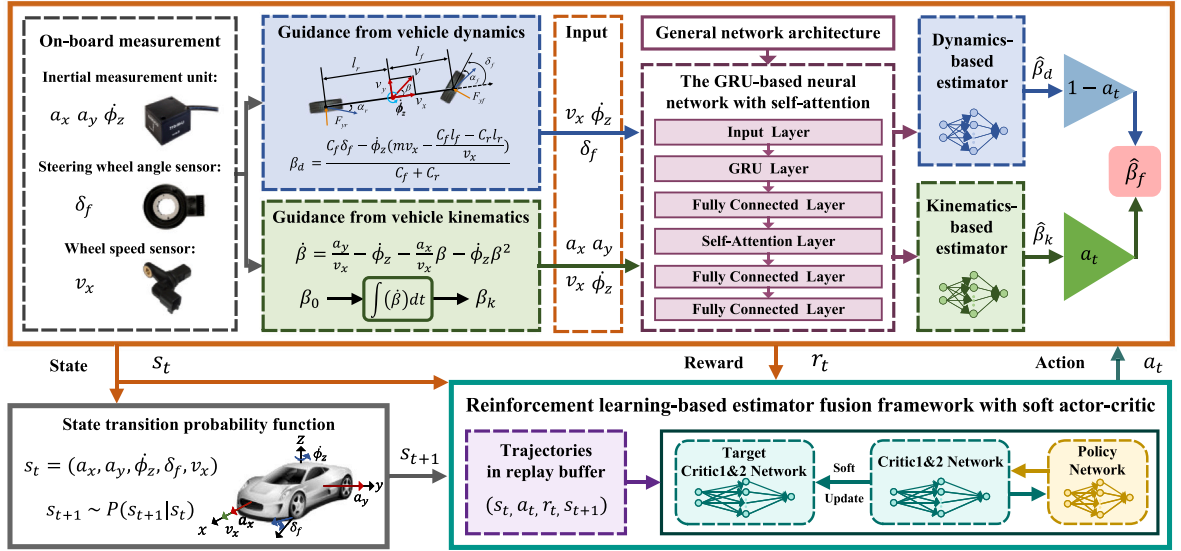 On-board measurement
Inertial measurement unit:
a_x a_y φ̇_z
Steering wheel angle sensor:
δ_f
Wheel speed sensor:
v_x
Guidance from vehicle dynamics
l_r l_f
v_y v β v_x φ̇_z
α_f δ_f
F_yf
α_r
F_yr
β_d = (C_f δ_f − φ̇_z(mv_x − (C_f l_f − C_r l_r)/v_x))/(C_f + C_r)
Guidance from vehicle kinematics
β̇ = a_y/v_x − φ̇_z − (a_x/v_x)β − φ̇_z β²
β_0 ∫(β̇)dt β_k
Input
v_x φ̇_z
δ_f
a_x a_y
v_x φ̇_z
General network architecture
The GRU-based neural
network with self-attention
Input Layer
GRU Layer
Fully Connected Layer
Self-Attention Layer
Fully Connected Layer
Fully Connected Layer
Dynamics-
based
estimator
β̂_d
1 − a_t
β̂_f
Kinematics-
based
estimator
β̂_k
a_t
State s_t
Reward r_t
Action a_t
State transition probability function
s_t = (a_x, a_y, φ̇_z, δ_f, v_x)
s_{t+1} ~ P(s_{t+1}|s_t)
z φ̇_z
y
a_y
x v_x a_x
δ_f
s_{t+1}
Reinforcement learning-based estimator fusion framework with soft actor-critic
Trajectories
in replay buffer
(s_t, a_t, r_t, s_{t+1})
Target
Critic1&2 Network
Soft
Update
Critic1&2 Network
Policy
Network